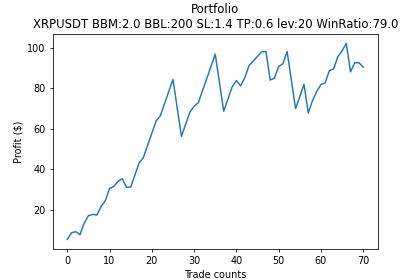 Portfolio
XRPUSDT BBM:2.0 BBL:200 SL:1.4 TP:0.6 lev:20 WinRatio:79.0
100
80
60
40
20
Profit ($)
0 10 20 30 40 50 60 70
Trade counts